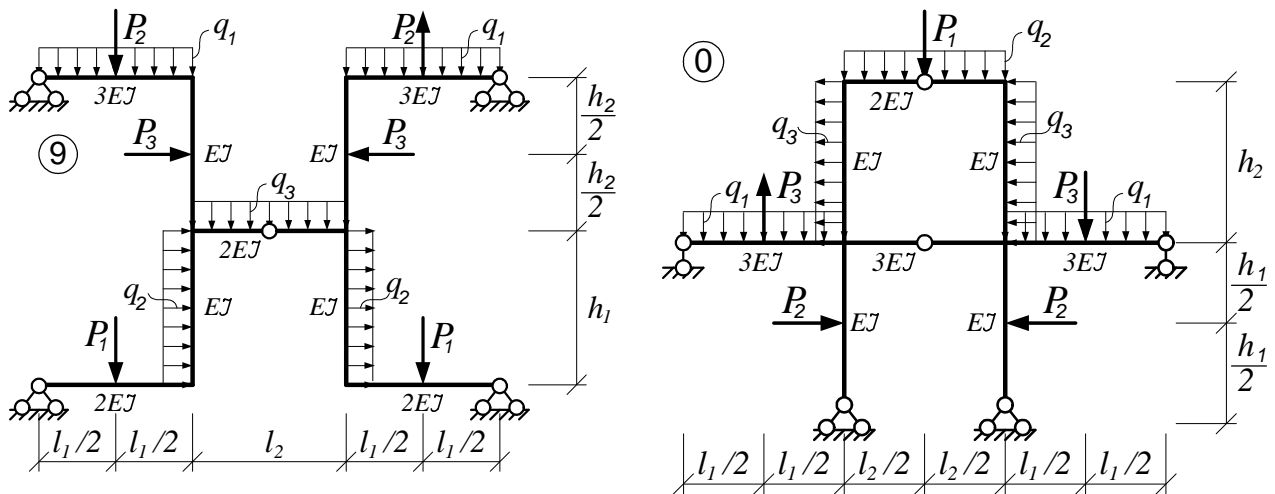 P₂ q₁ P₂ q₁
3EJ 3EJ
9
P₃ EJ EJ P₃
h₂/2
h₂/2
q₃
2EJ
q₂ EJ EJ q₂
h₁
P₁ P₁
2EJ 2EJ
l₁/2 l₁/2 l₂ l₁/2 l₁/2
0
P₁ q₂
2EJ
q₃ EJ EJ q₃
h₂
q₁ P₃ P₃ q₁
3EJ 3EJ 3EJ
P₂ EJ EJ P₂
h₁/2
h₁/2
l₁/2 l₁/2 l₂/2 l₂/2 l₁/2 l₁/2